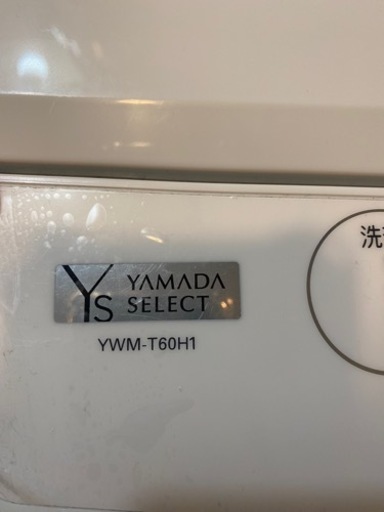 YS YAMADA
SELECT
YWM-T60H1
洗